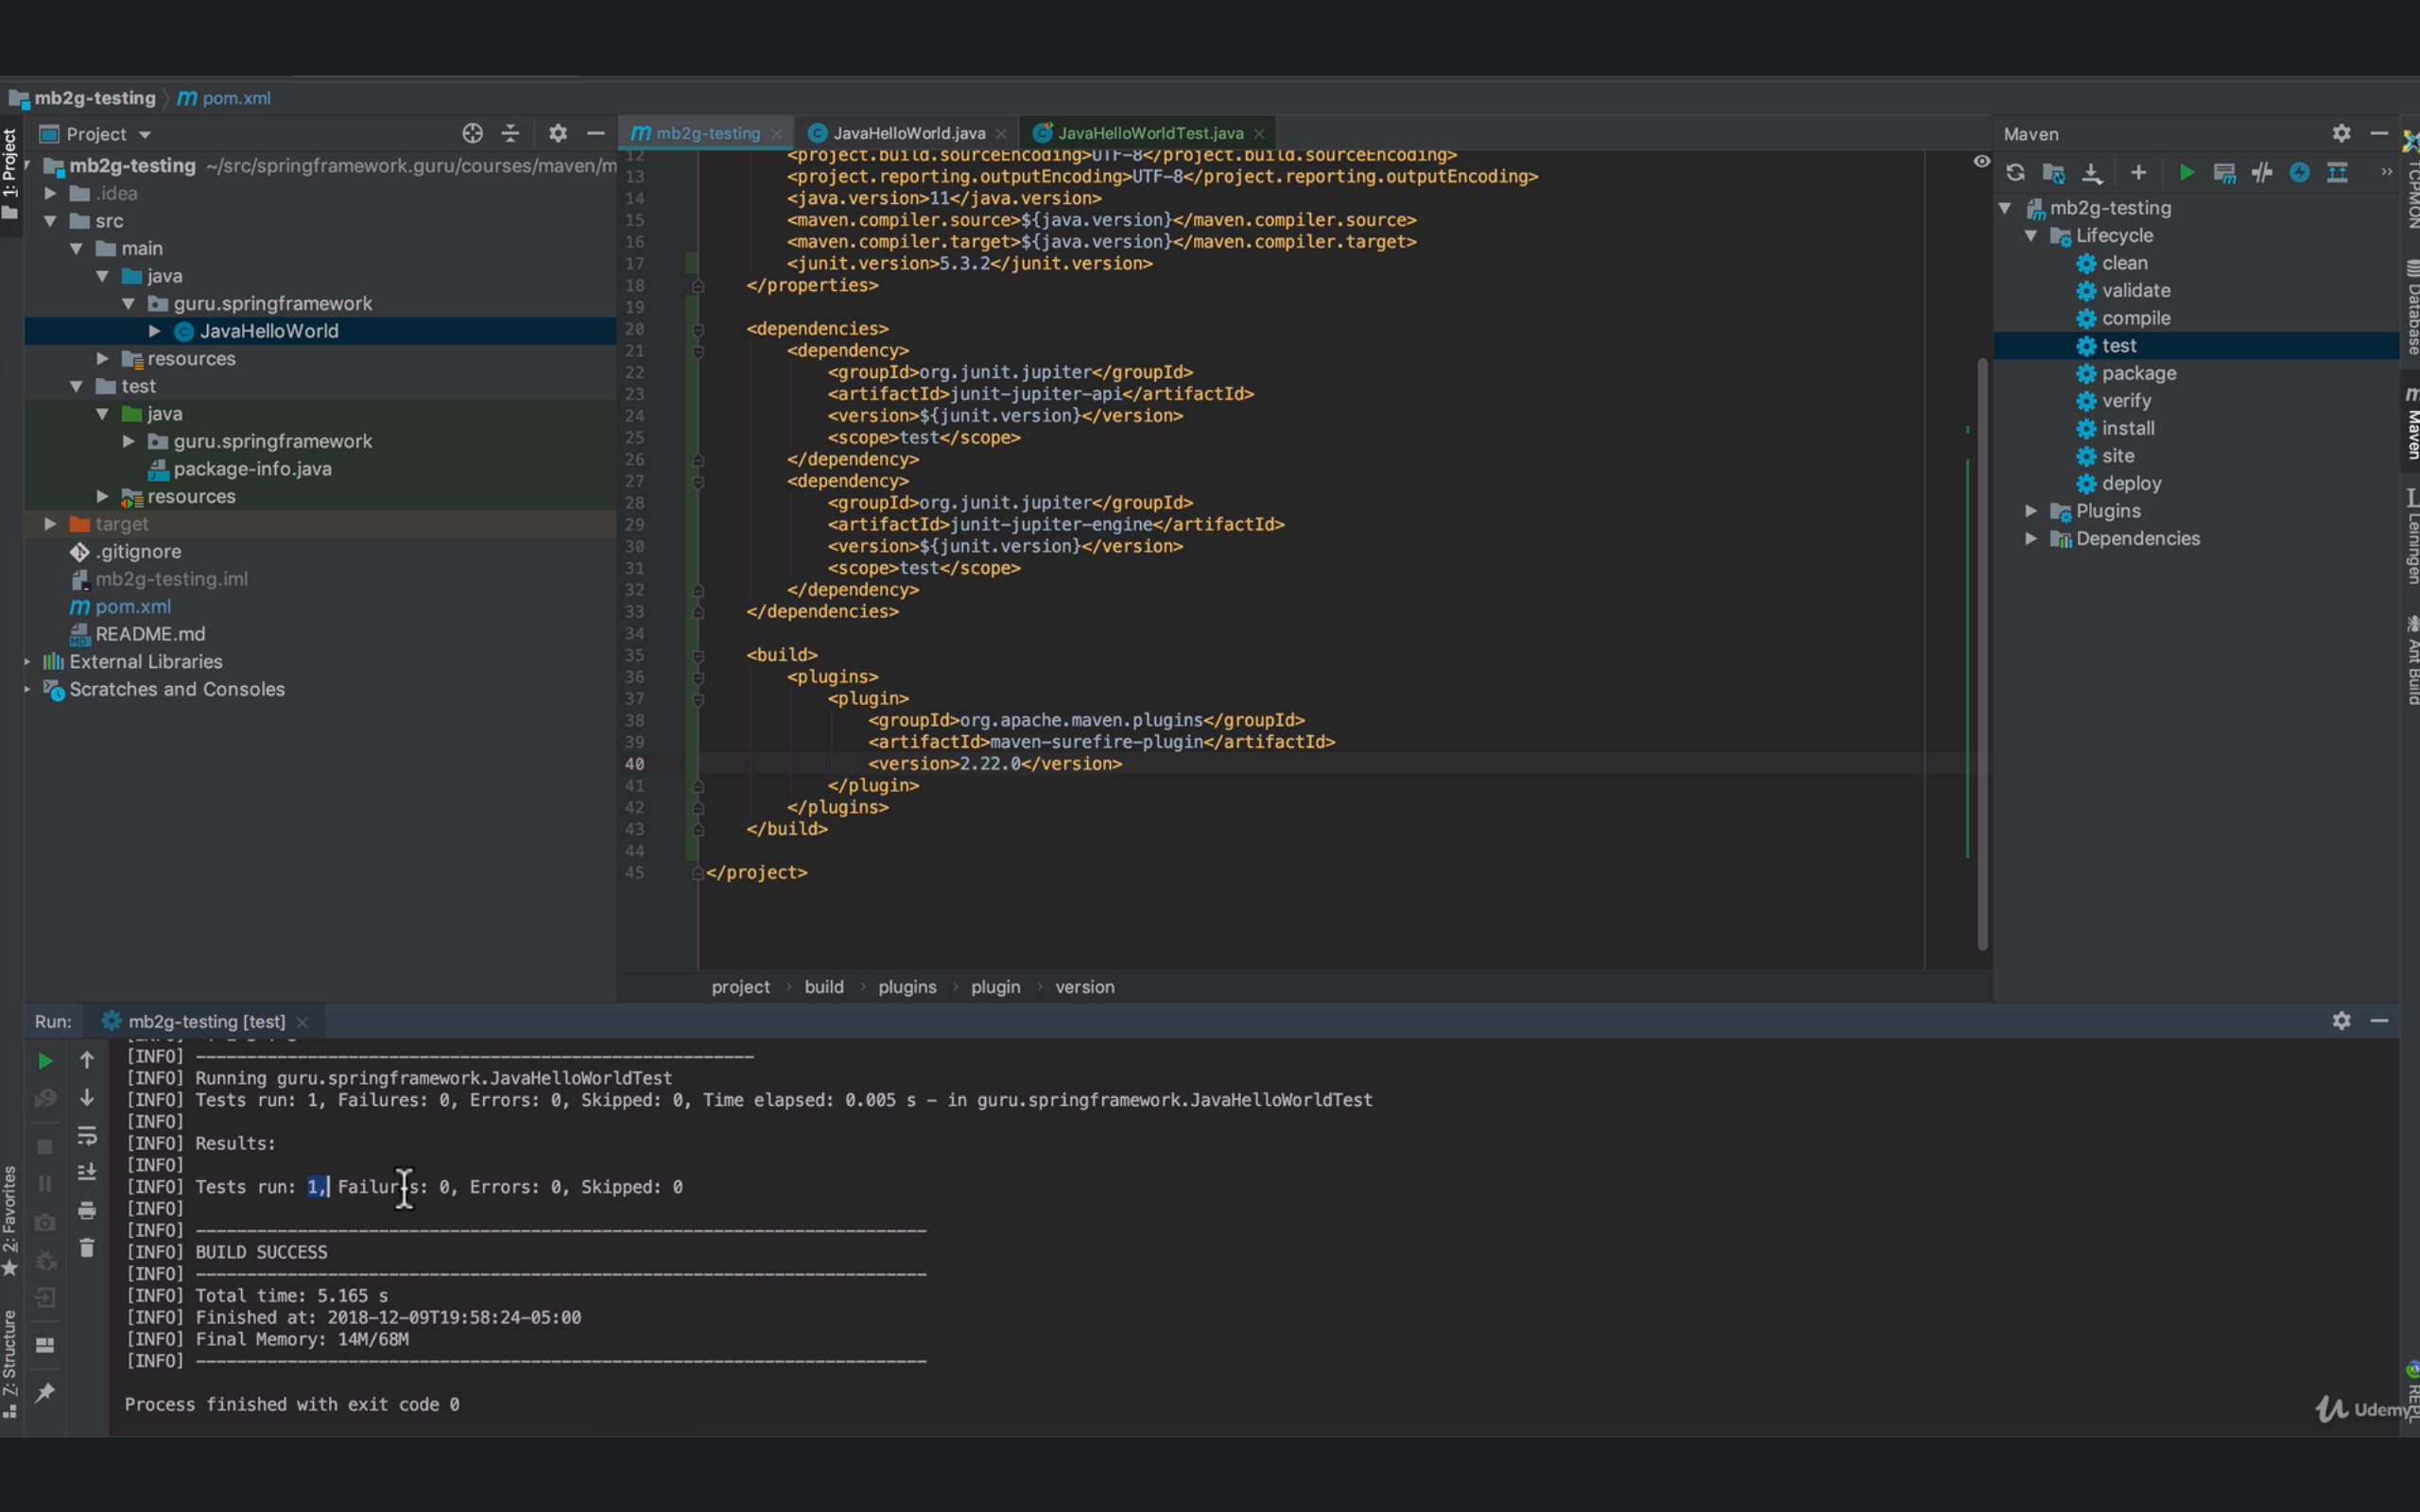 mb2g-testing pom.xml
1: Project
Project
mb2g-testing ~/src/springframework.guru/courses/maven/m
.idea
src
main
java
guru.springframework
JavaHelloWorld
resources
test
java
guru.springframework
package-info.java
resources
target
.gitignore
mb2g-testing.iml
pom.xml
README.md
External Libraries
Scratches and Consoles
mb2g-testing JavaHelloWorld.java JavaHelloWorldTest.java
12 <project.build.sourceEncoding>UTF-8</project.build.sourceEncoding>
13 <project.reporting.outputEncoding>UTF-8</project.reporting.outputEncoding>
14 <java.version>11</java.version>
15 <maven.compiler.source>${java.version}</maven.compiler.source>
16 <maven.compiler.target>${java.version}</maven.compiler.target>
17 <junit.version>5.3.2</junit.version>
18 </properties>
19
20 <dependencies>
21 <dependency>
22 <groupId>org.junit.jupiter</groupId>
23 <artifactId>junit-jupiter-api</artifactId>
24 <version>${junit.version}</version>
25 <scope>test</scope>
26 </dependency>
27 <dependency>
28 <groupId>org.junit.jupiter</groupId>
29 <artifactId>junit-jupiter-engine</artifactId>
30 <version>${junit.version}</version>
31 <scope>test</scope>
32 </dependency>
33 </dependencies>
34
35 <build>
36 <plugins>
37 <plugin>
38 <groupId>org.apache.maven.plugins</groupId>
39 <artifactId>maven-surefire-plugin</artifactId>
40 <version>2.22.0</version>
41 </plugin>
42 </plugins>
43 </build>
44
45 </project>
project build plugins plugin version
Maven
mb2g-testing
Lifecycle
clean
validate
compile
test
package
verify
install
site
deploy
Plugins
Dependencies
TCPMON
Database
Maven
Leiningen
Ant Build
Run: mb2g-testing [test]
[INFO] -------------------------------------------------------
[INFO] Running guru.springframework.JavaHelloWorldTest
[INFO] Tests run: 1, Failures: 0, Errors: 0, Skipped: 0, Time elapsed: 0.005 s - in guru.springframework.JavaHelloWorldTest
[INFO]
[INFO] Results:
[INFO]
[INFO] Tests run: 1, Failures: 0, Errors: 0, Skipped: 0
[INFO]
[INFO] ------------------------------------------------------------------------
[INFO] BUILD SUCCESS
[INFO] ------------------------------------------------------------------------
[INFO] Total time: 5.165 s
[INFO] Finished at: 2018-12-09T19:58:24-05:00
[INFO] Final Memory: 14M/68M
[INFO] ------------------------------------------------------------------------
Process finished with exit code 0
2: Favorites
Z: Structure
REPL
Udemy